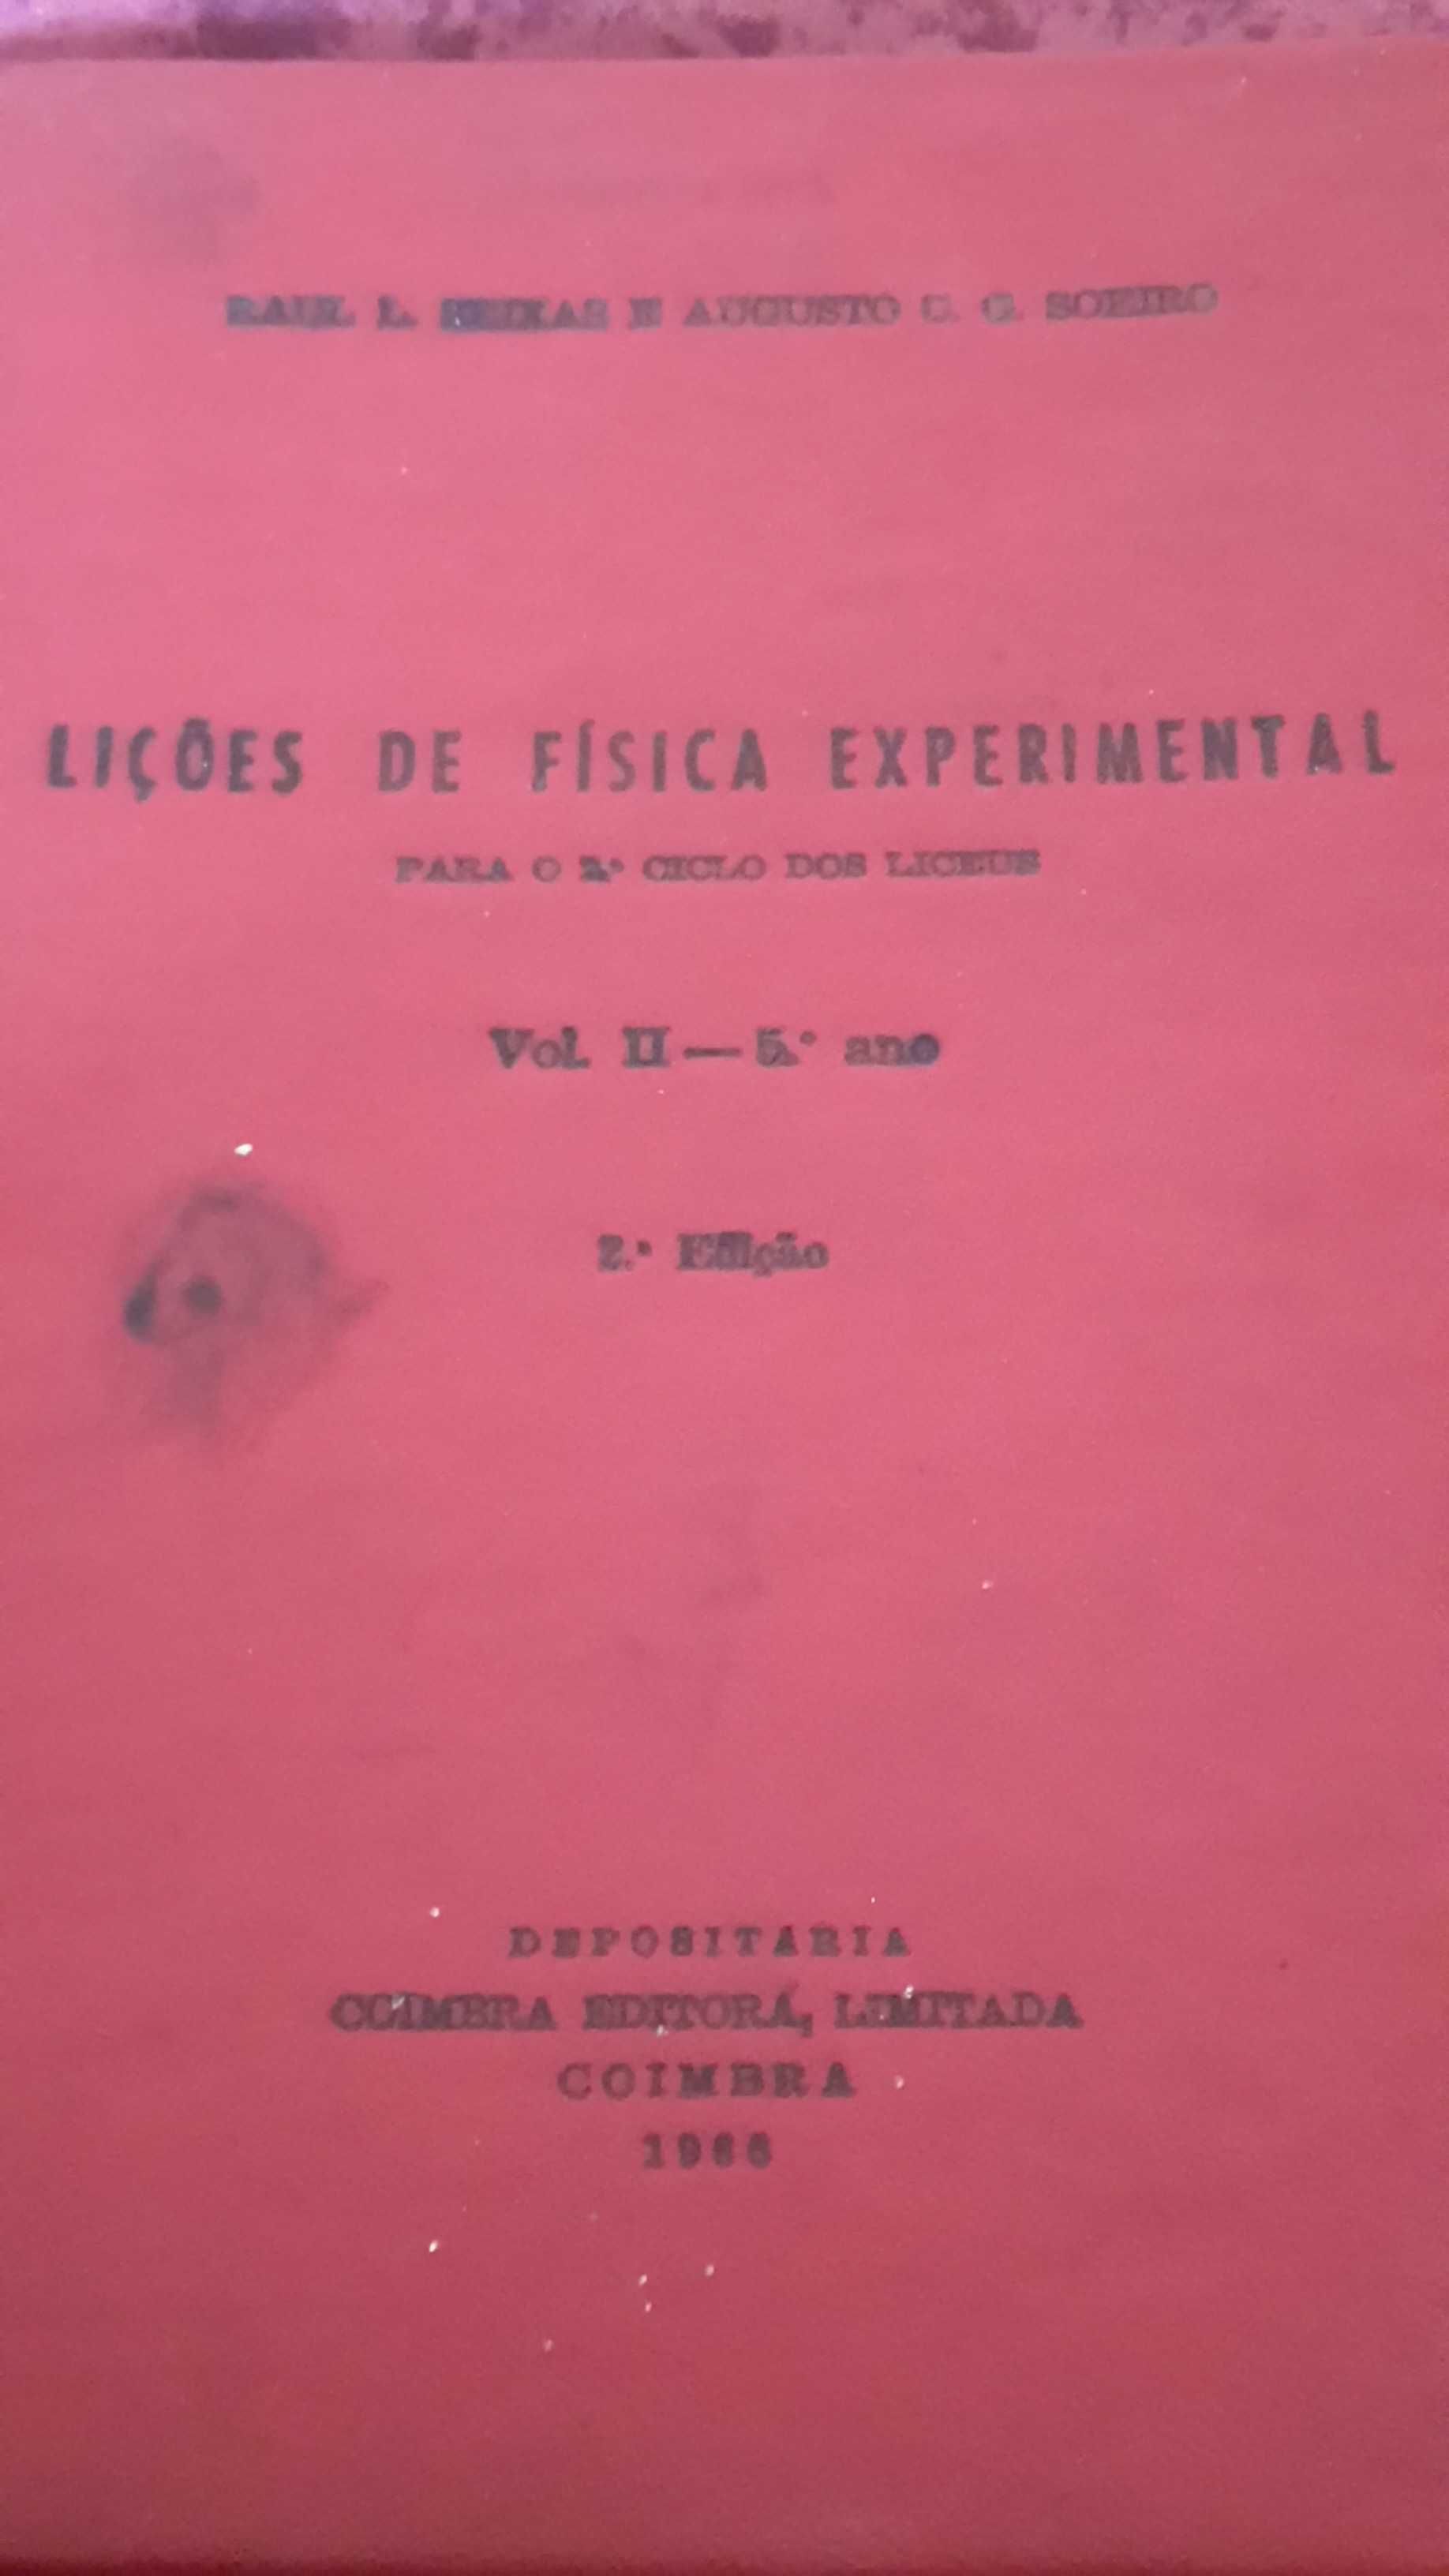 RAUL L. SEIXAS E AUGUSTO C. G. SOEIRO
LIÇÕES DE FÍSICA EXPERIMENTAL
PARA O 2.º CICLO DOS LICEUS
Vol. II — 5.º ano
2.ª Edição
DEPOSITÁRIA
COIMBRA EDITORA, LIMITADA
COIMBRA
1966